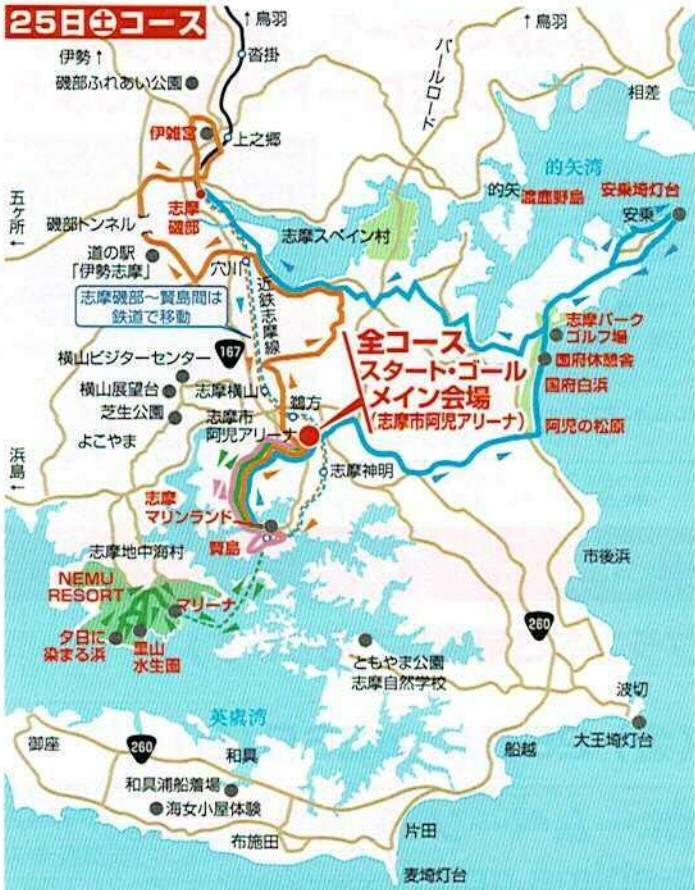 25日(土)コース
↑鳥羽
伊勢↑
沓掛
磯部ふれあい公園
パールロード
↑鳥羽
相差
伊雑宮
上之郷
的矢湾
五ヶ所
←
志摩
磯部
的矢
渡鹿野島
安乗埼灯台
安乗
磯部トンネル
志摩スペイン村
道の駅
「伊勢志摩」
穴川
志摩磯部~賢島間は
鉄道で移動
近鉄志摩線
志摩パーク
ゴルフ場
国府休憩舎
国府白浜
阿児の松原
167
全コース
スタート・ゴール
メイン会場
(志摩市阿児アリーナ)
横山ビジターセンター
横山展望台
芝生公園
よこやま
志摩横山
鵜方
志摩市
阿児アリーナ
浜島
←
志摩神明
志摩
マリンランド
賢島
志摩地中海村
NEMU
RESORT
マリーナ
夕日に
染まる浜
里山
水生園
市後浜
260
ともやま公園
志摩自然学校
波切
大王埼灯台
英虞湾
御座
260
和具
船越
和具浦船着場
海女小屋体験
布施田
片田
麦埼灯台